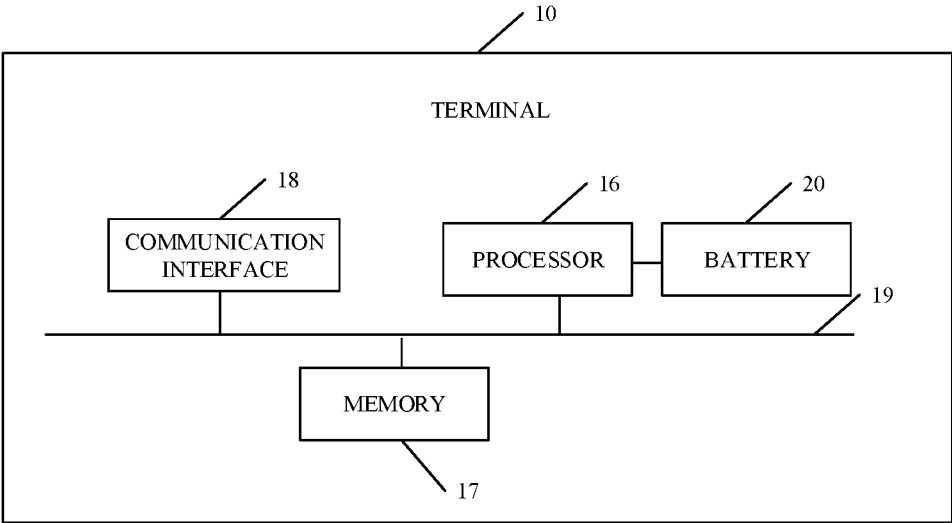 10
TERMINAL
18
16
20
COMMUNICATION
INTERFACE
PROCESSOR
BATTERY
19
MEMORY
17